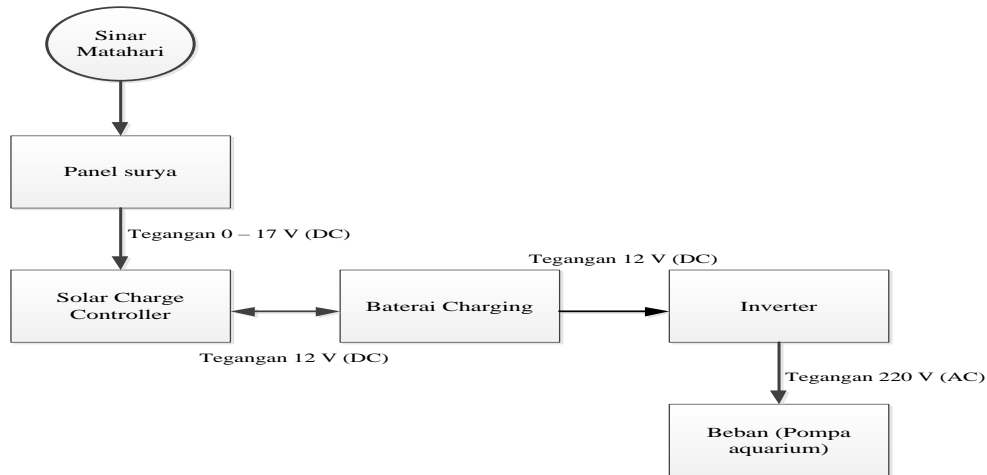 Sinar
Matahari
Panel surya
Tegangan 0 – 17 V (DC)
Tegangan 12 V (DC)
Solar Charge
Controller
Baterai Charging
Inverter
Tegangan 12 V (DC)
Tegangan 220 V (AC)
Beban (Pompa
aquarium)